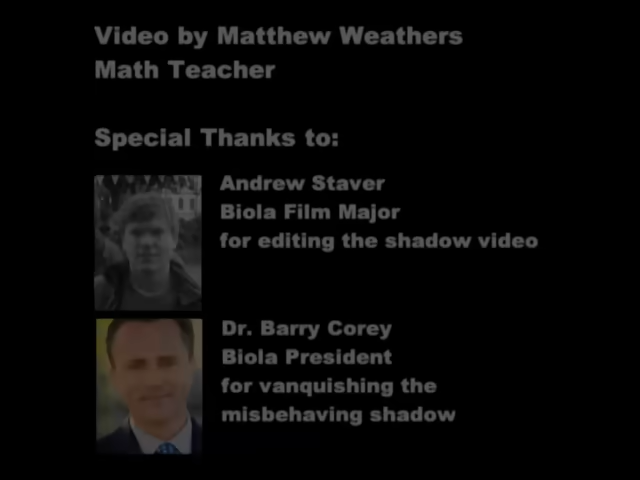 Video by Matthew Weathers
Math Teacher
Special Thanks to:
Andrew Staver
Biola Film Major
for editing the shadow video
Dr. Barry Corey
Biola President
for vanquishing the
misbehaving shadow